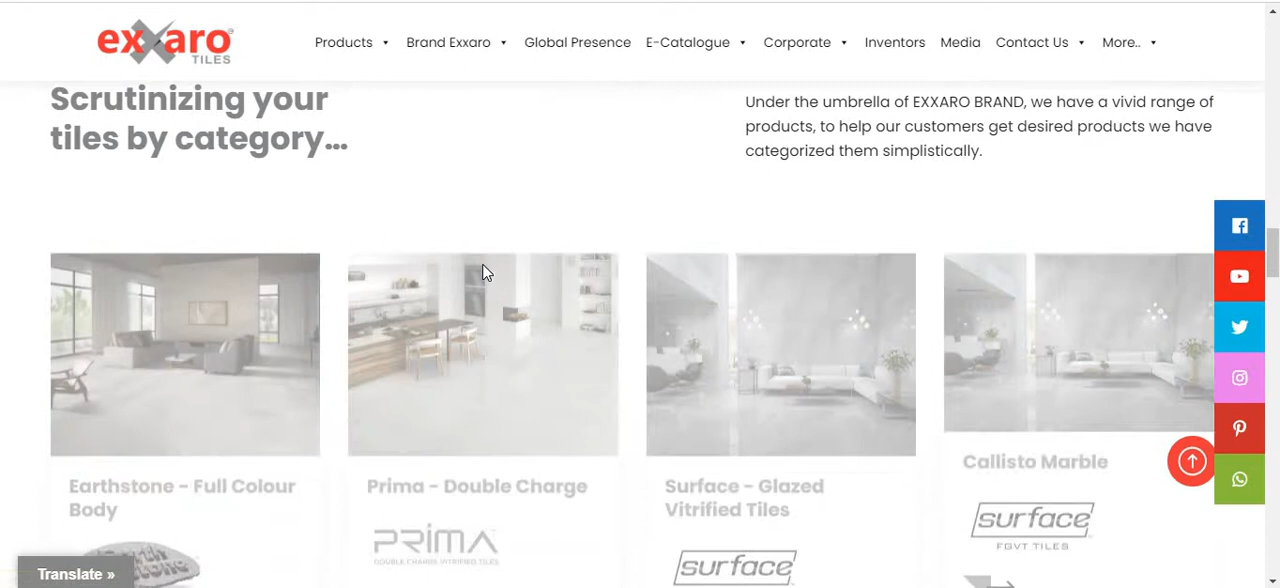 exxaro®
TILES
Products
Brand Exxaro
Global Presence
E-Catalogue
Corporate
Inventors
Media
Contact Us
More..
Scrutinizing your
tiles by category...
Under the umbrella of EXXARO BRAND, we have a vivid range of
products, to help our customers get desired products we have
categorized them simplistically.
Earthstone - Full Colour
Body
Prima - Double Charge
PRIMA
DOUBLE CHARGE VITRIFIED TILES
Surface - Glazed
Vitrified Tiles
surface
Callisto Marble
surface
FGVT TILES
Translate »